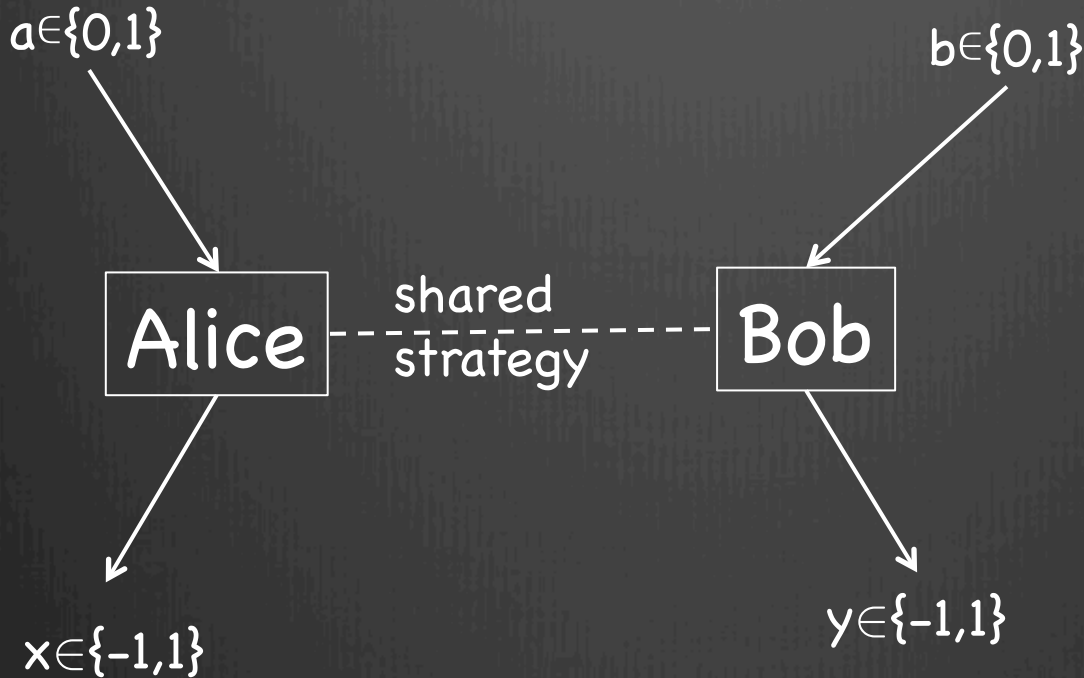 a∈{0,1}
b∈{0,1}
Alice
shared
strategy
Bob
x∈{-1,1}
y∈{-1,1}